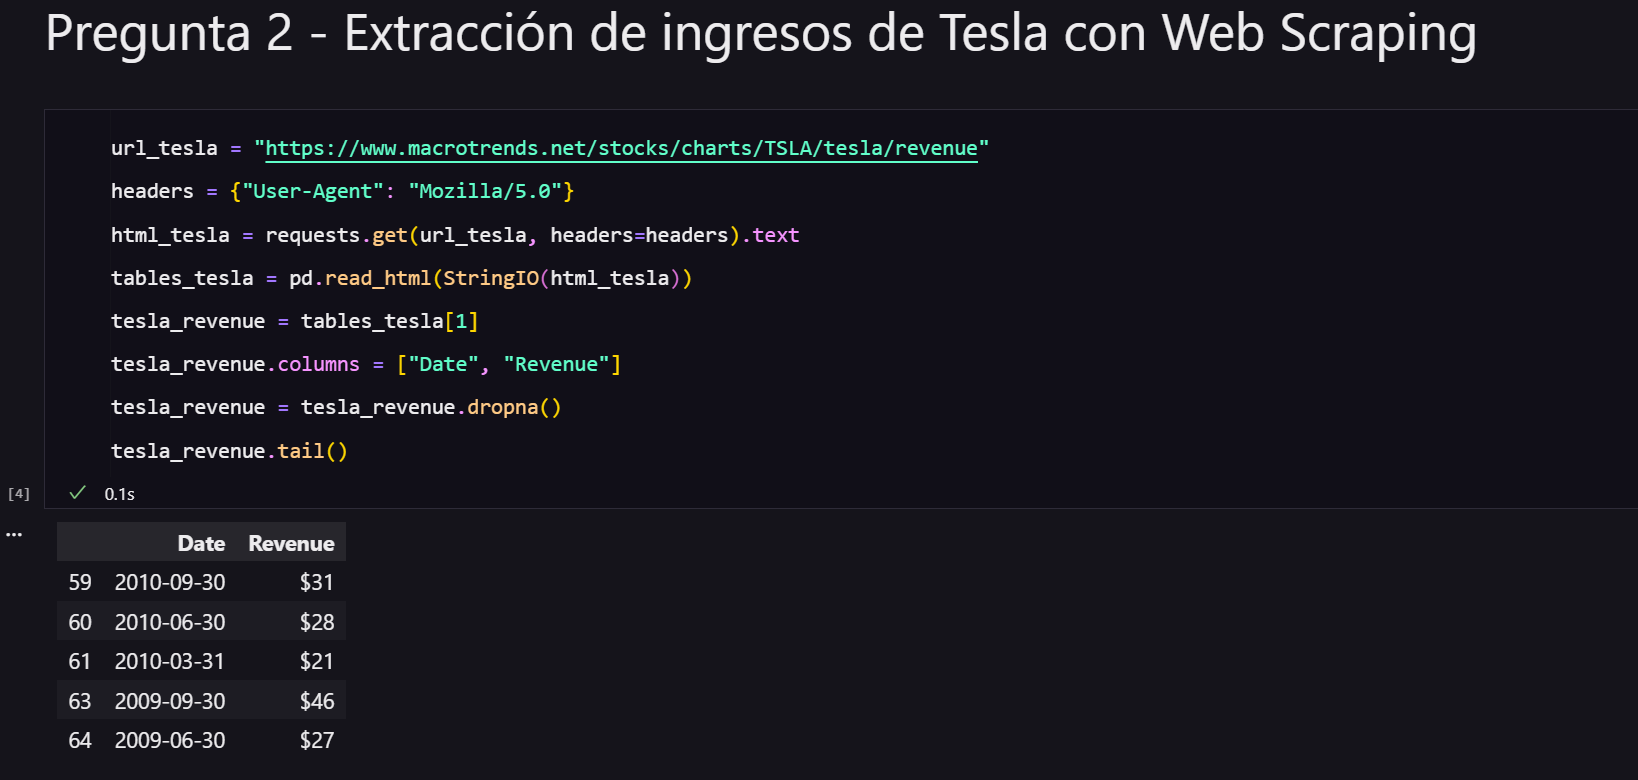 Pregunta 2 - Extracción de ingresos de Tesla con Web Scraping
url_tesla = "https://www.macrotrends.net/stocks/charts/TSLA/tesla/revenue"
headers = {"User-Agent": "Mozilla/5.0"}
html_tesla = requests.get(url_tesla, headers=headers).text
tables_tesla = pd.read_html(StringIO(html_tesla))
tesla_revenue = tables_tesla[1]
tesla_revenue.columns = ["Date", "Revenue"]
tesla_revenue = tesla_revenue.dropna()
tesla_revenue.tail()
[4] ✓ 0.1s
...
Date Revenue
59 2010-09-30 $31
60 2010-06-30 $28
61 2010-03-31 $21
63 2009-09-30 $46
64 2009-06-30 $27